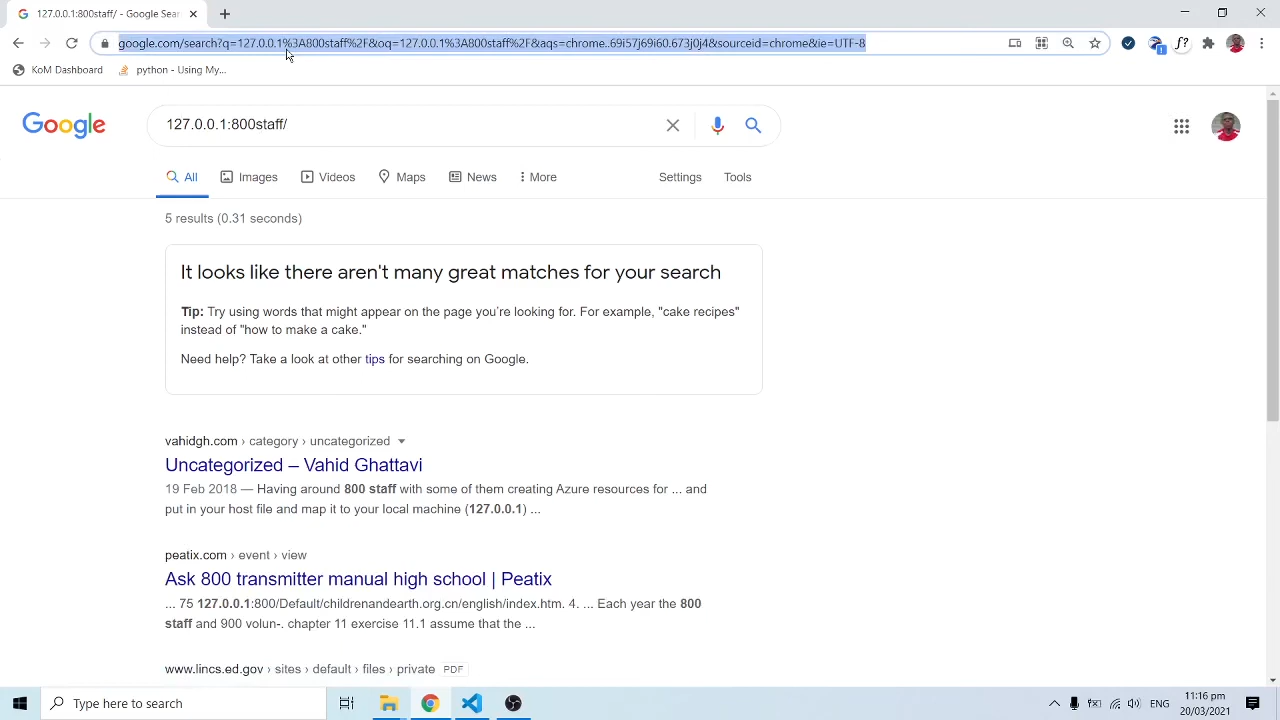 127.0.0.1:800staff/ - Google Sear
google.com/search?q=127.0.0.1%3A800staff%2F&oq=127.0.0.1%3A800staff%2F&aqs=chrome..69i57j69i60.673j0j4&sourceid=chrome&ie=UTF-8
1
f?
KoM Dashboard
python - Using My...
Google
127.0.0.1:800staff/
All
Images
Videos
Maps
News
More
Settings
Tools
5 results (0.31 seconds)
It looks like there aren't many great matches for your search
Tip: Try using words that might appear on the page you're looking for. For example, "cake recipes"
instead of "how to make a cake."
Need help? Take a look at other tips for searching on Google.
vahidgh.com › category › uncategorized
Uncategorized – Vahid Ghattavi
19 Feb 2018 — Having around 800 staff with some of them creating Azure resources for ... and
put in your host file and map it to your local machine (127.0.0.1) ...
peatix.com › event › view
Ask 800 transmitter manual high school | Peatix
... 75 127.0.0.1:800/Default/childrenandearth.org.cn/english/index.htm. 4. ... Each year the 800
staff and 900 volun-. chapter 11 exercise 11.1 assume that the ...
www.lincs.ed.gov › sites › default › files › private PDF
Type here to search
ENG
11:16 pm
20/03/2021